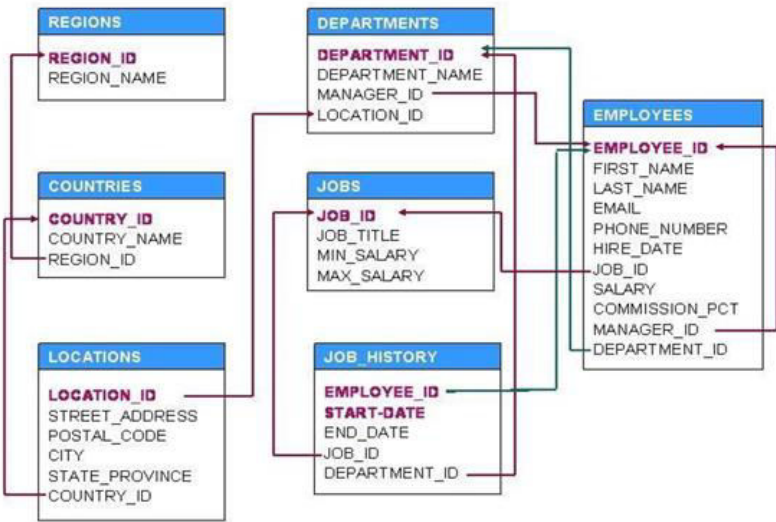 REGIONS
REGION_ID
REGION_NAME
COUNTRIES
COUNTRY_ID
COUNTRY_NAME
REGION_ID
LOCATIONS
LOCATION_ID
STREET_ADDRESS
POSTAL_CODE
CITY
STATE_PROVINCE
COUNTRY_ID
DEPARTMENTS
DEPARTMENT_ID
DEPARTMENT_NAME
MANAGER_ID
LOCATION_ID
JOBS
JOB_ID
JOB_TITLE
MIN_SALARY
MAX_SALARY
JOB_HISTORY
EMPLOYEE_ID
START-DATE
END_DATE
JOB_ID
DEPARTMENT_ID
EMPLOYEES
EMPLOYEE_ID
FIRST_NAME
LAST_NAME
EMAIL
PHONE_NUMBER
HIRE_DATE
JOB_ID
SALARY
COMMISSION_PCT
MANAGER_ID
DEPARTMENT_ID